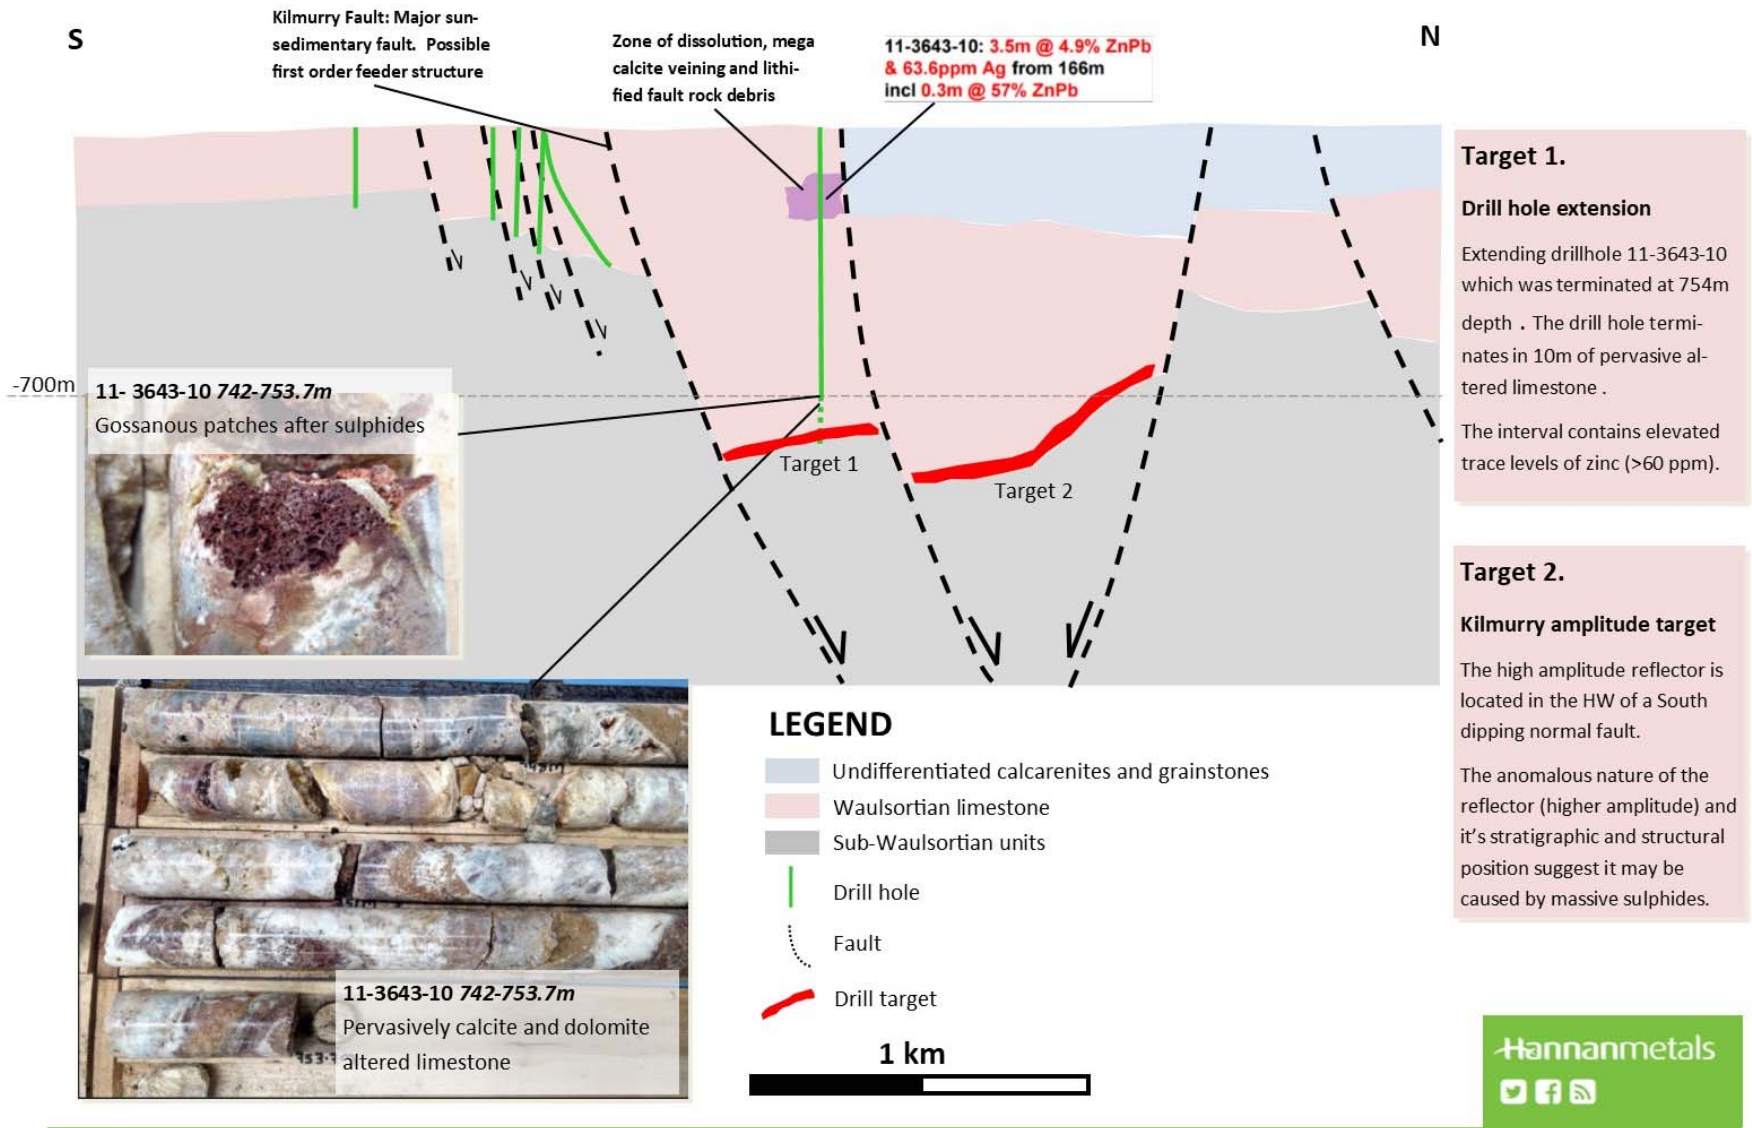 S
N
Kilmurry Fault: Major sun-
sedimentary fault. Possible
first order feeder structure
Zone of dissolution, mega
calcite veining and lithi-
fied fault rock debris
11-3643-10: 3.5m @ 4.9% ZnPb
& 63.6ppm Ag from 166m
incl 0.3m @ 57% ZnPb
-700m
11- 3643-10 742-753.7m
Gossanous patches after sulphides
Target 1
Target 2
11-3643-10 742-753.7m
Pervasively calcite and dolomite
altered limestone
LEGEND
Undifferentiated calcarenites and grainstones
Waulsortian limestone
Sub-Waulsortian units
Drill hole
Fault
Drill target
1 km
Target 1.
Drill hole extension
Extending drillhole 11-3643-10
which was terminated at 754m
depth . The drill hole termi-
nates in 10m of pervasive al-
tered limestone .
The interval contains elevated
trace levels of zinc (>60 ppm).
Target 2.
Kilmurry amplitude target
The high amplitude reflector is
located in the HW of a South
dipping normal fault.
The anomalous nature of the
reflector (higher amplitude) and
it's stratigraphic and structural
position suggest it may be
caused by massive sulphides.
Hannanmetals